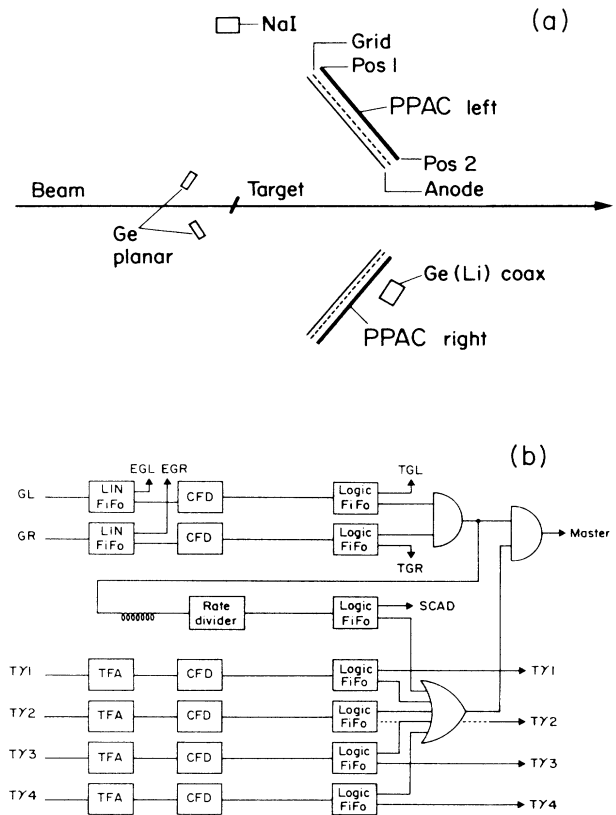 (a)
NaI
Grid
Pos 1
PPAC left
Pos 2
Anode
Beam
Target
Ge planar
Ge(Li) coax
PPAC right
(b)
EGL EGR
TGL
GL
LIN FiFo
CFD
Logic FiFo
GR
LIN FiFo
CFD
Logic FiFo
Master
TGR
Rate divider
Logic FiFo
SCAD
Tγ1
TFA
CFD
Logic FiFo
Tγ1
Tγ2
TFA
CFD
Logic FiFo
Tγ2
Tγ3
TFA
CFD
Logic FiFo
Tγ3
Tγ4
TFA
CFD
Logic FiFo
Tγ4